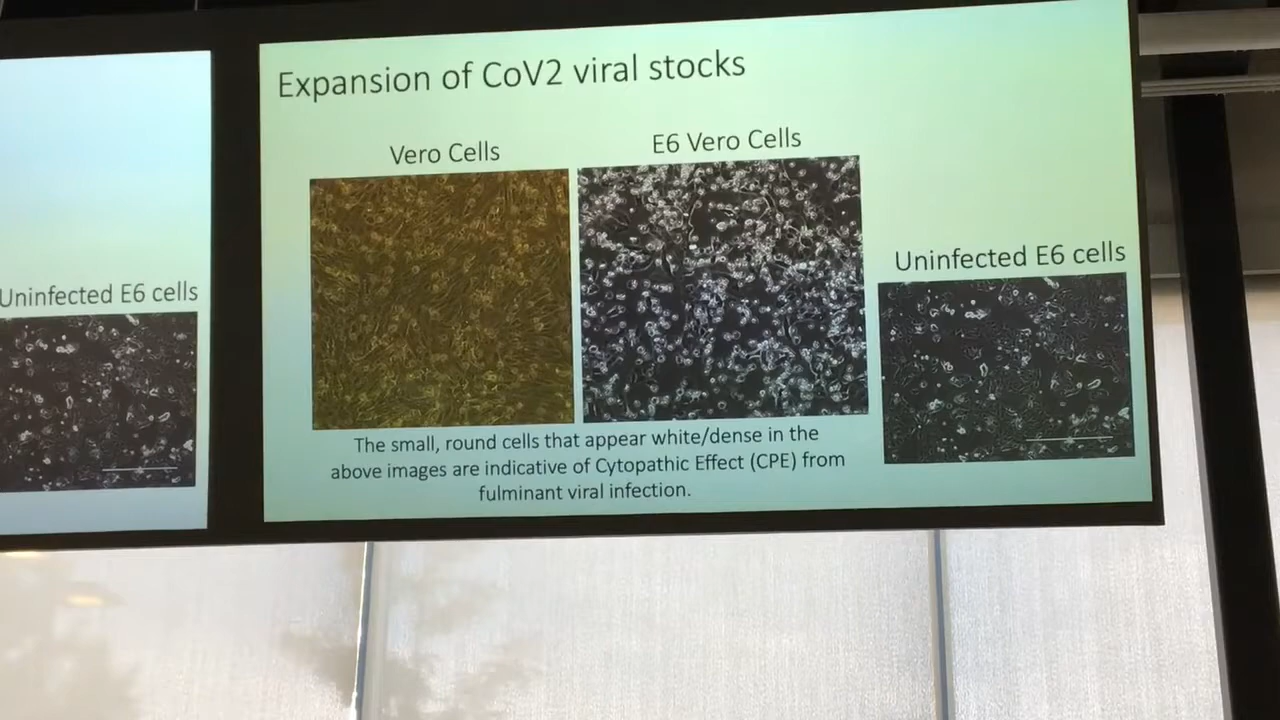 Uninfected E6 cells
Expansion of CoV2 viral stocks
Vero Cells
E6 Vero Cells
Uninfected E6 cells
The small, round cells that appear white/dense in the
above images are indicative of Cytopathic Effect (CPE) from
fulminant viral infection.